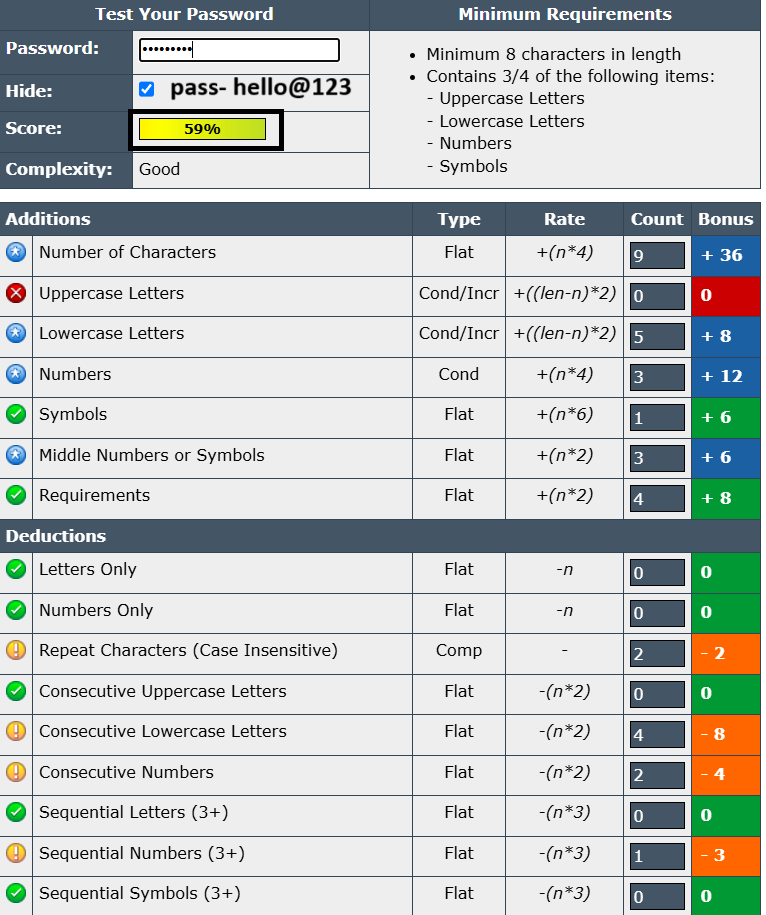 Test Your Password Minimum Requirements
Password: •••••••••
Hide: pass- hello@123
Score: 59%
Complexity: Good
• Minimum 8 characters in length
• Contains 3/4 of the following items:
- Uppercase Letters
- Lowercase Letters
- Numbers
- Symbols
Additions Type Rate Count Bonus
Number of Characters Flat +(n*4) 9 + 36
Uppercase Letters Cond/Incr +((len-n)*2) 0 0
Lowercase Letters Cond/Incr +((len-n)*2) 5 + 8
Numbers Cond +(n*4) 3 + 12
Symbols Flat +(n*6) 1 + 6
Middle Numbers or Symbols Flat +(n*2) 3 + 6
Requirements Flat +(n*2) 4 + 8
Deductions
Letters Only Flat -n 0 0
Numbers Only Flat -n 0 0
Repeat Characters (Case Insensitive) Comp - 2 - 2
Consecutive Uppercase Letters Flat -(n*2) 0 0
Consecutive Lowercase Letters Flat -(n*2) 4 - 8
Consecutive Numbers Flat -(n*2) 2 - 4
Sequential Letters (3+) Flat -(n*3) 0 0
Sequential Numbers (3+) Flat -(n*3) 1 - 3
Sequential Symbols (3+) Flat -(n*3) 0 0